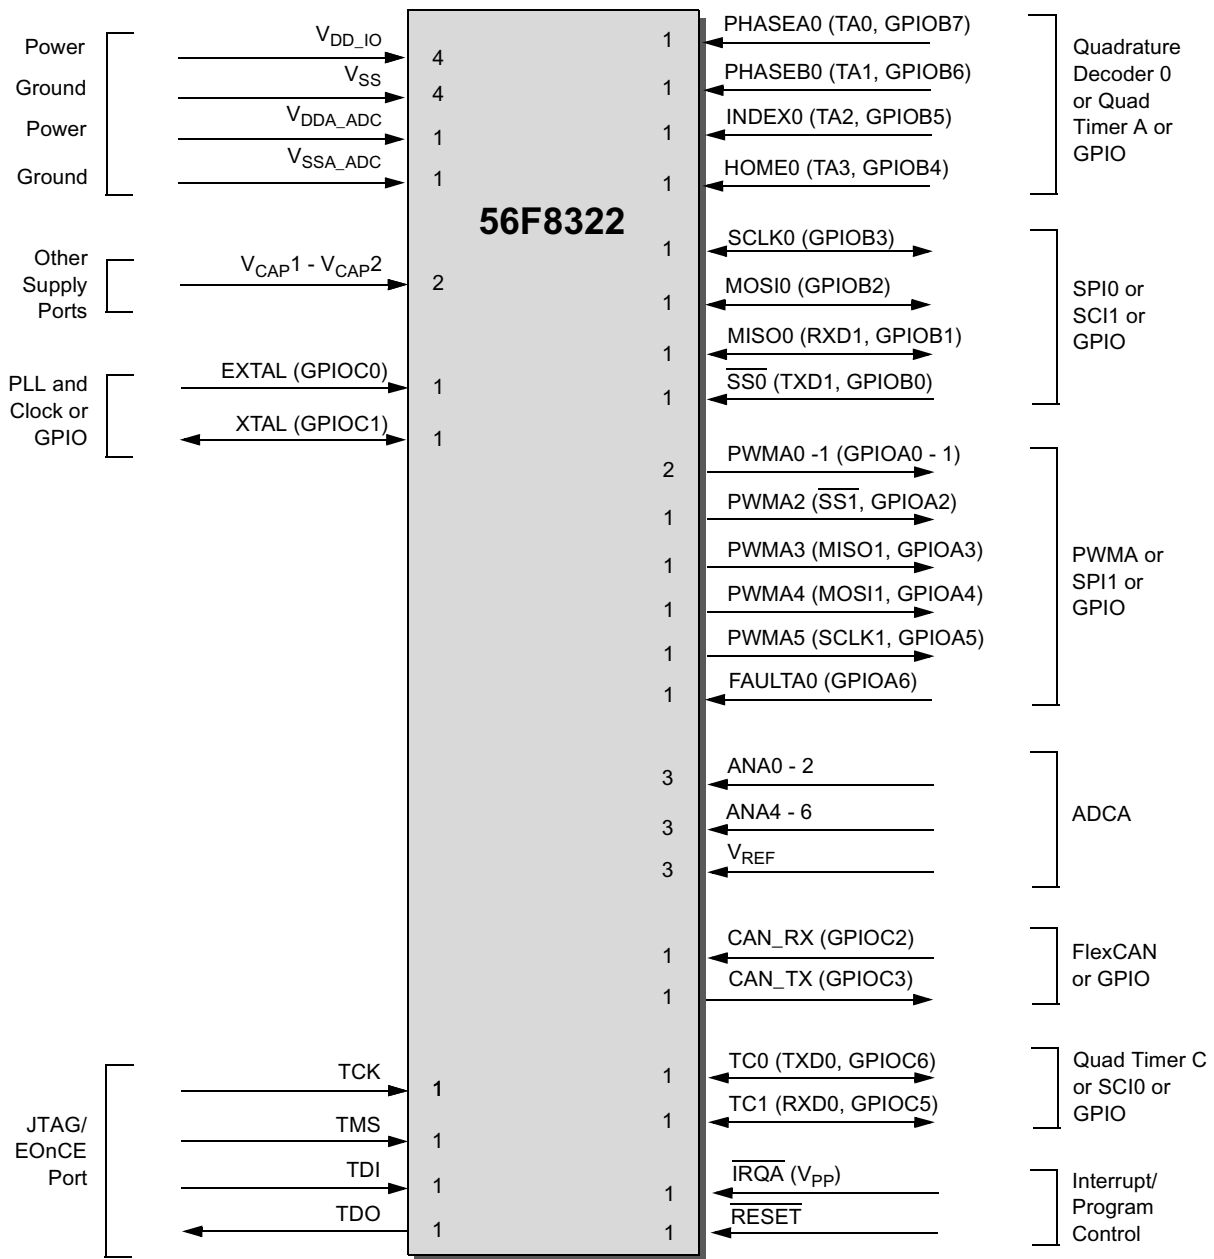 Power
V_DD_IO
4
Ground
V_SS
4
Power
V_DDA_ADC
1
Ground
V_SSA_ADC
1
Other
Supply
Ports
V_CAP1 - V_CAP2
2
PLL and
Clock or
GPIO
EXTAL (GPIOC0)
1
XTAL (GPIOC1)
1
JTAG/
EOnCE
Port
TCK
1
TMS
1
TDI
1
TDO
1
56F8322
1
PHASEA0 (TA0, GPIOB7)
1
PHASEB0 (TA1, GPIOB6)
1
INDEX0 (TA2, GPIOB5)
1
HOME0 (TA3, GPIOB4)
Quadrature
Decoder 0
or Quad
Timer A or
GPIO
1
SCLK0 (GPIOB3)
1
MOSI0 (GPIOB2)
1
MISO0 (RXD1, GPIOB1)
1
S̅S̅0̅ (TXD1, GPIOB0)
SPI0 or
SCI1 or
GPIO
2
PWMA0 -1 (GPIOA0 - 1)
1
PWMA2 (S̅S̅1̅, GPIOA2)
1
PWMA3 (MISO1, GPIOA3)
1
PWMA4 (MOSI1, GPIOA4)
1
PWMA5 (SCLK1, GPIOA5)
1
FAULTA0 (GPIOA6)
PWMA or
SPI1 or
GPIO
3
ANA0 - 2
3
ANA4 - 6
3
V_REF
ADCA
1
CAN_RX (GPIOC2)
1
CAN_TX (GPIOC3)
FlexCAN
or GPIO
1
TC0 (TXD0, GPIOC6)
1
TC1 (RXD0, GPIOC5)
Quad Timer C
or SCI0 or
GPIO
1
I̅R̅Q̅A̅ (V_PP)
1
R̅E̅S̅E̅T̅
Interrupt/
Program
Control